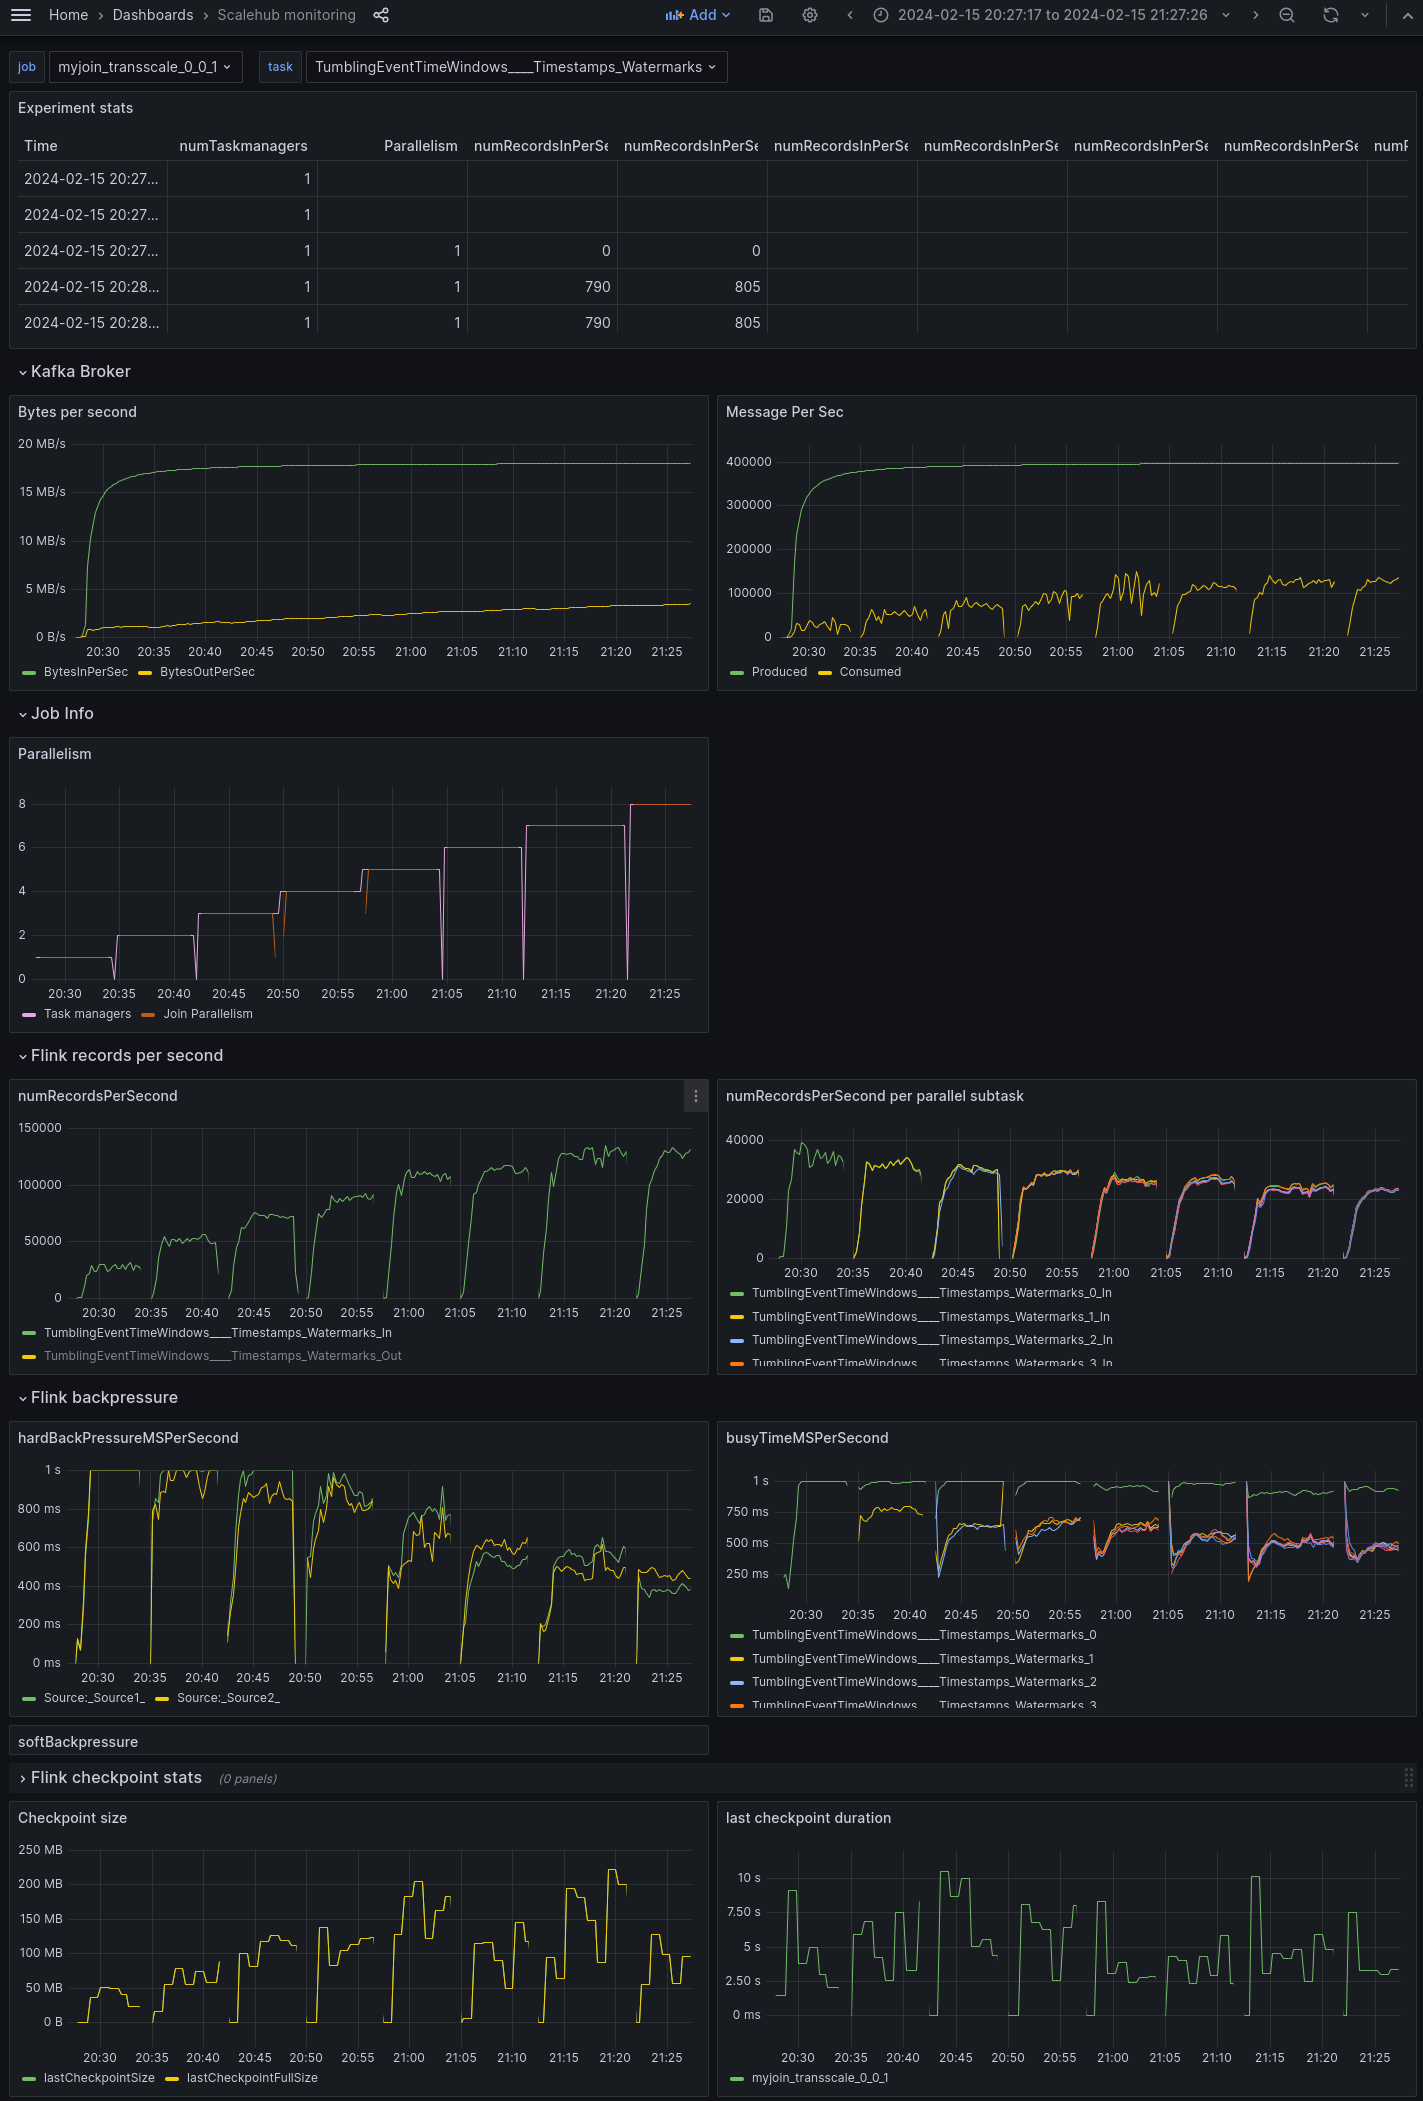 Home › Dashboards › Scalehub monitoring
Add
2024-02-15 20:27:17 to 2024-02-15 21:27:26
job myjoin_transscale_0_0_1 task TumblingEventTimeWindows____Timestamps_Watermarks
Experiment stats
Time numTaskmanagers Parallelism numRecordsInPerSe numRecordsInPerSe numRecordsInPerSe numRecordsInPerSe numRecordsInPerSe numRecordsInPerSe numR
2024-02-15 20:27... 1
2024-02-15 20:27... 1
2024-02-15 20:27... 1 1 0 0
2024-02-15 20:28... 1 1 790 805
2024-02-15 20:28... 1 1 790 805
Kafka Broker
Bytes per second
20 MB/s
15 MB/s
10 MB/s
5 MB/s
0 B/s
20:30 20:35 20:40 20:45 20:50 20:55 21:00 21:05 21:10 21:15 21:20 21:25
BytesInPerSec BytesOutPerSec
Message Per Sec
400000
300000
200000
100000
0
20:30 20:35 20:40 20:45 20:50 20:55 21:00 21:05 21:10 21:15 21:20 21:25
Produced Consumed
Job Info
Parallelism
8
6
4
2
0
20:30 20:35 20:40 20:45 20:50 20:55 21:00 21:05 21:10 21:15 21:20 21:25
Task managers Join Parallelism
Flink records per second
numRecordsPerSecond
150000
100000
50000
0
20:30 20:35 20:40 20:45 20:50 20:55 21:00 21:05 21:10 21:15 21:20 21:25
TumblingEventTimeWindows____Timestamps_Watermarks_In
TumblingEventTimeWindows____Timestamps_Watermarks_Out
numRecordsPerSecond per parallel subtask
40000
20000
0
20:30 20:35 20:40 20:45 20:50 20:55 21:00 21:05 21:10 21:15 21:20 21:25
TumblingEventTimeWindows____Timestamps_Watermarks_0_In
TumblingEventTimeWindows____Timestamps_Watermarks_1_In
TumblingEventTimeWindows____Timestamps_Watermarks_2_In
TumblingEventTimeWindows____Timestamps_Watermarks_3_In
Flink backpressure
hardBackPressureMSPerSecond
1 s
800 ms
600 ms
400 ms
200 ms
0 ms
20:30 20:35 20:40 20:45 20:50 20:55 21:00 21:05 21:10 21:15 21:20 21:25
Source:_Source1_ Source:_Source2_
busyTimeMSPerSecond
1 s
750 ms
500 ms
250 ms
20:30 20:35 20:40 20:45 20:50 20:55 21:00 21:05 21:10 21:15 21:20 21:25
TumblingEventTimeWindows____Timestamps_Watermarks_0
TumblingEventTimeWindows____Timestamps_Watermarks_1
TumblingEventTimeWindows____Timestamps_Watermarks_2
TumblingEventTimeWindows____Timestamps_Watermarks_3
softBackpressure
Flink checkpoint stats (0 panels)
Checkpoint size
250 MB
200 MB
150 MB
100 MB
50 MB
0 B
20:30 20:35 20:40 20:45 20:50 20:55 21:00 21:05 21:10 21:15 21:20 21:25
lastCheckpointSize lastCheckpointFullSize
last checkpoint duration
10 s
7.50 s
5 s
2.50 s
0 ms
20:30 20:35 20:40 20:45 20:50 20:55 21:00 21:05 21:10 21:15 21:20 21:25
myjoin_transscale_0_0_1